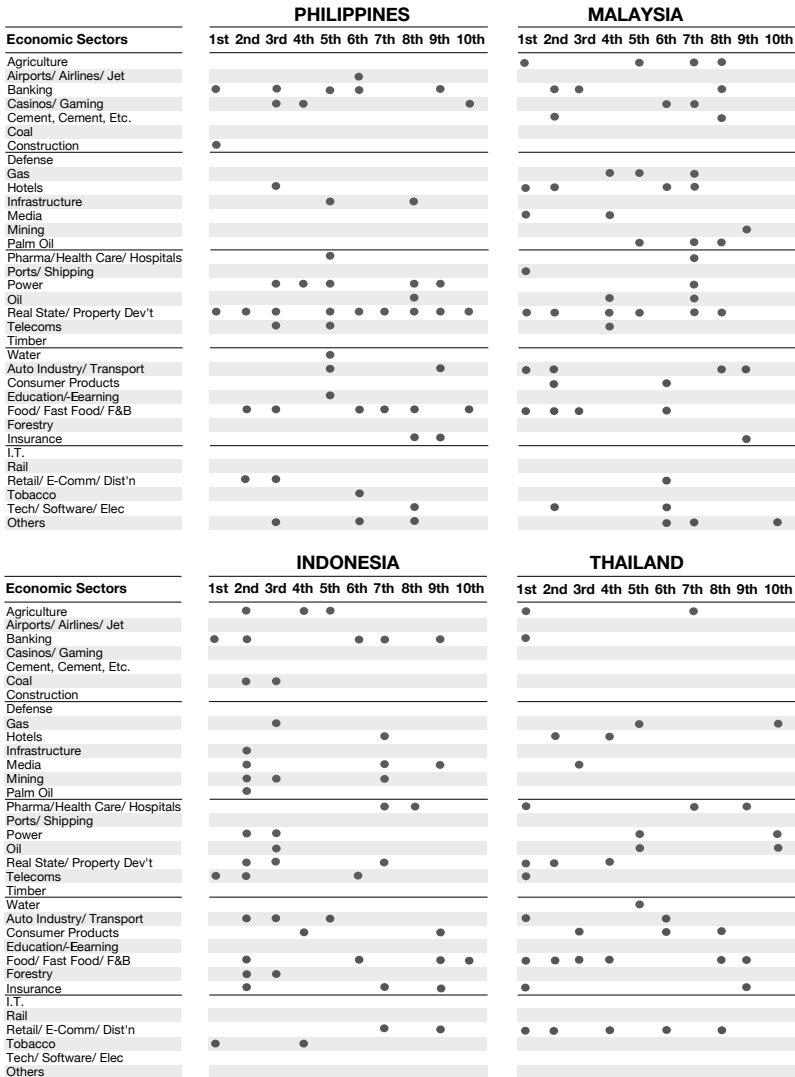 PHILIPPINES MALAYSIA
Economic Sectors 1st 2nd 3rd 4th 5th 6th 7th 8th 9th 10th 1st 2nd 3rd 4th 5th 6th 7th 8th 9th 10th
Agriculture
Airports/ Airlines/ Jet
Banking
Casinos/ Gaming
Cement, Cement, Etc.
Coal
Construction
Defense
Gas
Hotels
Infrastructure
Media
Mining
Palm Oil
Pharma/Health Care/ Hospitals
Ports/ Shipping
Power
Oil
Real State/ Property Dev't
Telecoms
Timber
Water
Auto Industry/ Transport
Consumer Products
Education/-Eearning
Food/ Fast Food/ F&B
Forestry
Insurance
I.T.
Rail
Retail/ E-Comm/ Dist'n
Tobacco
Tech/ Software/ Elec
Others
INDONESIA THAILAND
Economic Sectors 1st 2nd 3rd 4th 5th 6th 7th 8th 9th 10th 1st 2nd 3rd 4th 5th 6th 7th 8th 9th 10th
Agriculture
Airports/ Airlines/ Jet
Banking
Casinos/ Gaming
Cement, Cement, Etc.
Coal
Construction
Defense
Gas
Hotels
Infrastructure
Media
Mining
Palm Oil
Pharma/Health Care/ Hospitals
Ports/ Shipping
Power
Oil
Real State/ Property Dev't
Telecoms
Timber
Water
Auto Industry/ Transport
Consumer Products
Education/-Eearning
Food/ Fast Food/ F&B
Forestry
Insurance
I.T.
Rail
Retail/ E-Comm/ Dist'n
Tobacco
Tech/ Software/ Elec
Others